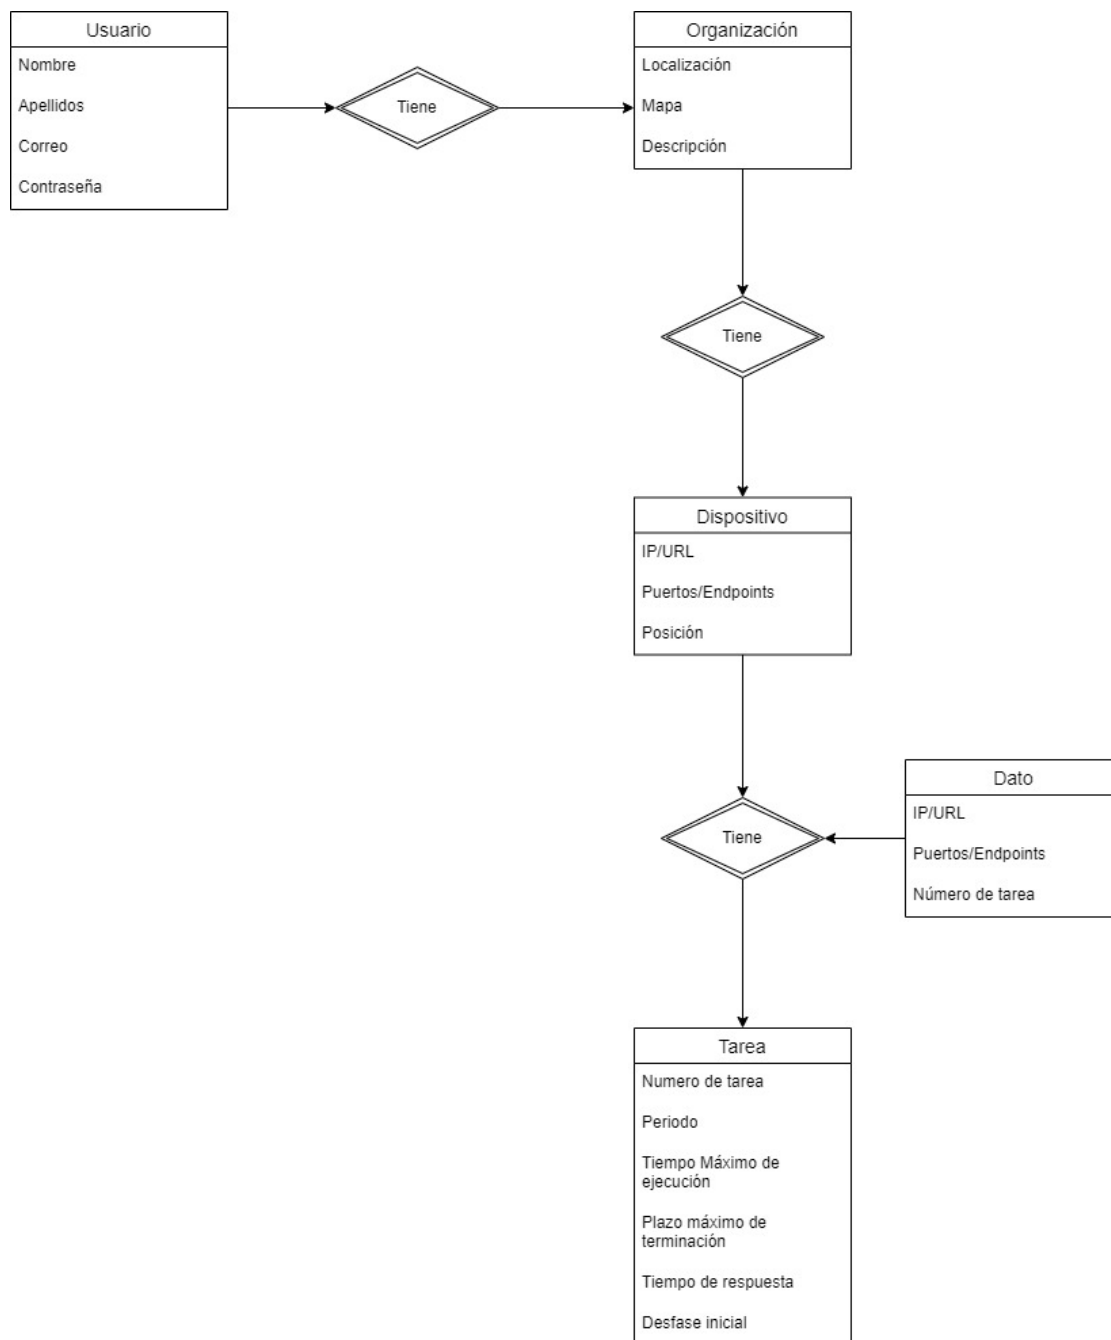 Usuario
Nombre
Apellidos
Correo
Contraseña
Tiene
Organización
Localización
Mapa
Descripción
Tiene
Dispositivo
IP/URL
Puertos/Endpoints
Posición
Tiene
Dato
IP/URL
Puertos/Endpoints
Número de tarea
Tarea
Numero de tarea
Periodo
Tiempo Máximo de
ejecución
Plazo máximo de
terminación
Tiempo de respuesta
Desfase inicial